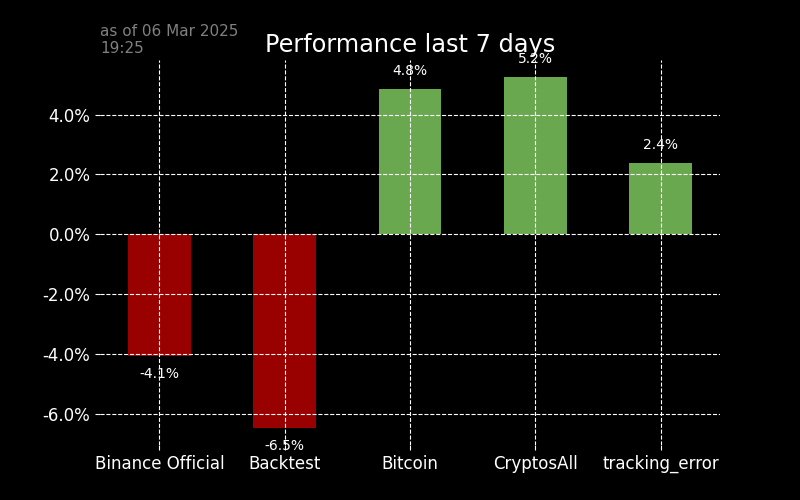 as of 06 Mar 2025
19:25
Performance last 7 days
4.8%
5.2%
2.4%
-4.1%
-6.5%
4.0%
2.0%
0.0%
-2.0%
-4.0%
-6.0%
Binance Official
Backtest
Bitcoin
CryptosAll
tracking_error